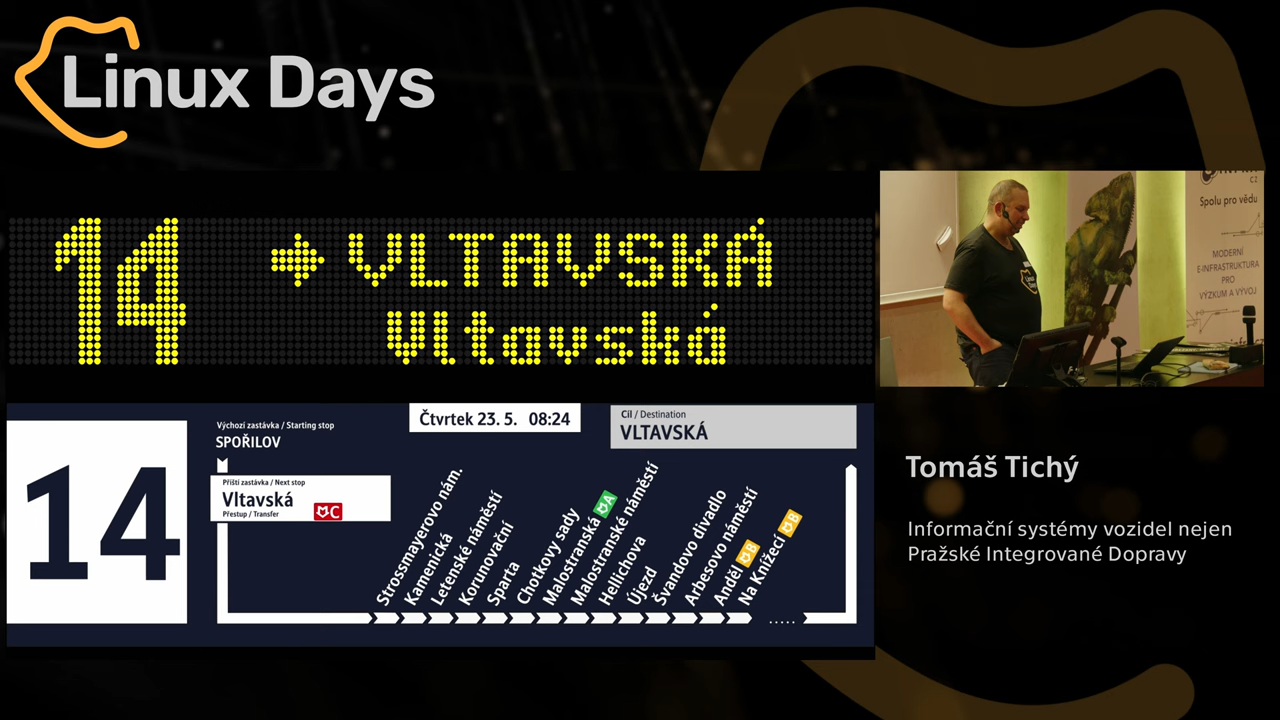 Linux Days
14
→ VLTAVSKÁ
Vltavská
14
Výchozí zastávka / Starting stop
SPOŘILOV
Čtvrtek 23. 5. 08:24
Cíl / Destination
VLTAVSKÁ
Příští zastávka / Next stop
Vltavská
Přestup / Transfer
C
Strossmayerovo nám.
Kamenická
Letenské náměstí
Korunovační
Sparta
Chotkovy sady
Malostranská A
Malostranské náměstí
Hellichova
Újezd
Švandovo divadlo
Arbesovo náměstí
Anděl B
Na Knížecí B
.....
CZ
Spolu pro vědu
MODERNÍ
E-INFRASTRUKTURA
PRO
VÝZKUM A VÝVOJ
Tomáš Tichý
Informační systémy vozidel nejen
Pražské Integrované Dopravy